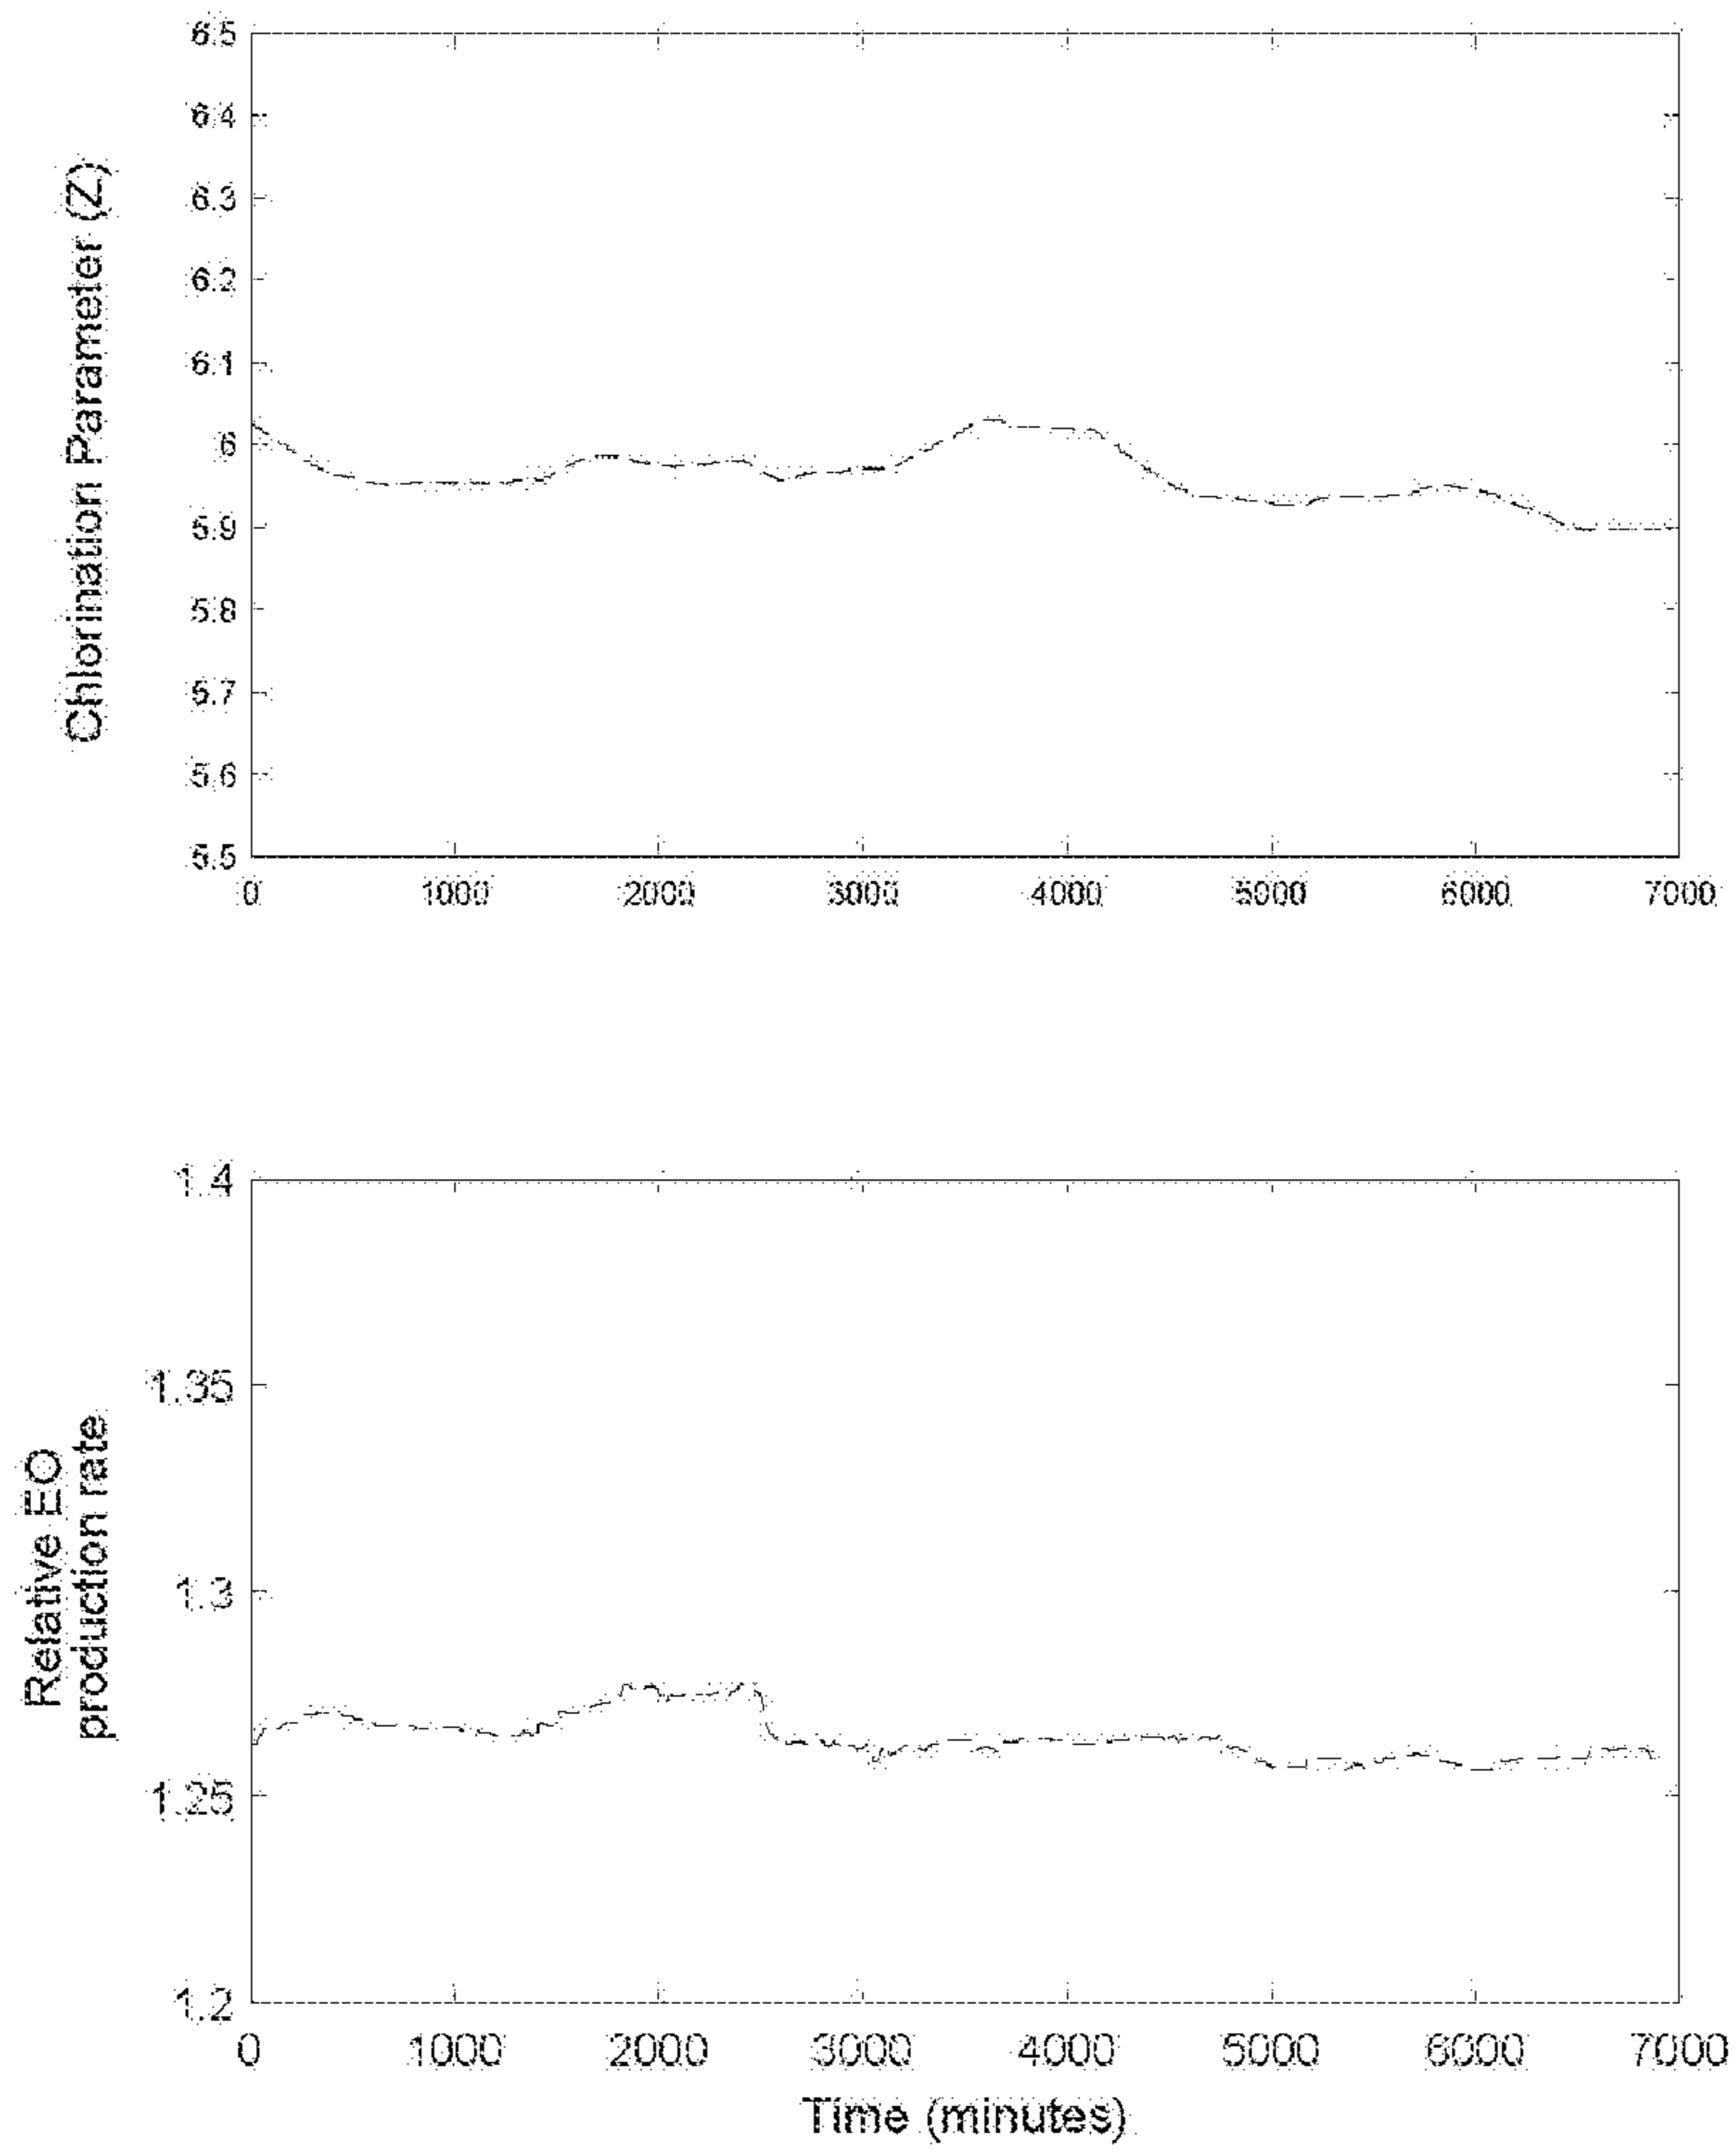 Chlorination Parameter (Z)
6.5
6.4
6.3
6.2
6.1
6
5.9
5.8
5.7
5.6
5.5
0 1000 2000 3000 4000 5000 6000 7000
Relative EO
production rate
1.4
1.35
1.3
1.25
1.2
0 1000 2000 3000 4000 5000 6000 7000
Time (minutes)